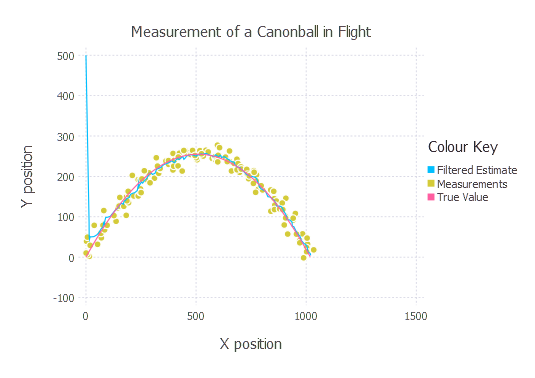 Measurement of a Canonball in Flight
500
400
300
200
100
0
-100
Y position
0 500 1000 1500
X position
Colour Key
Filtered Estimate
Measurements
True Value